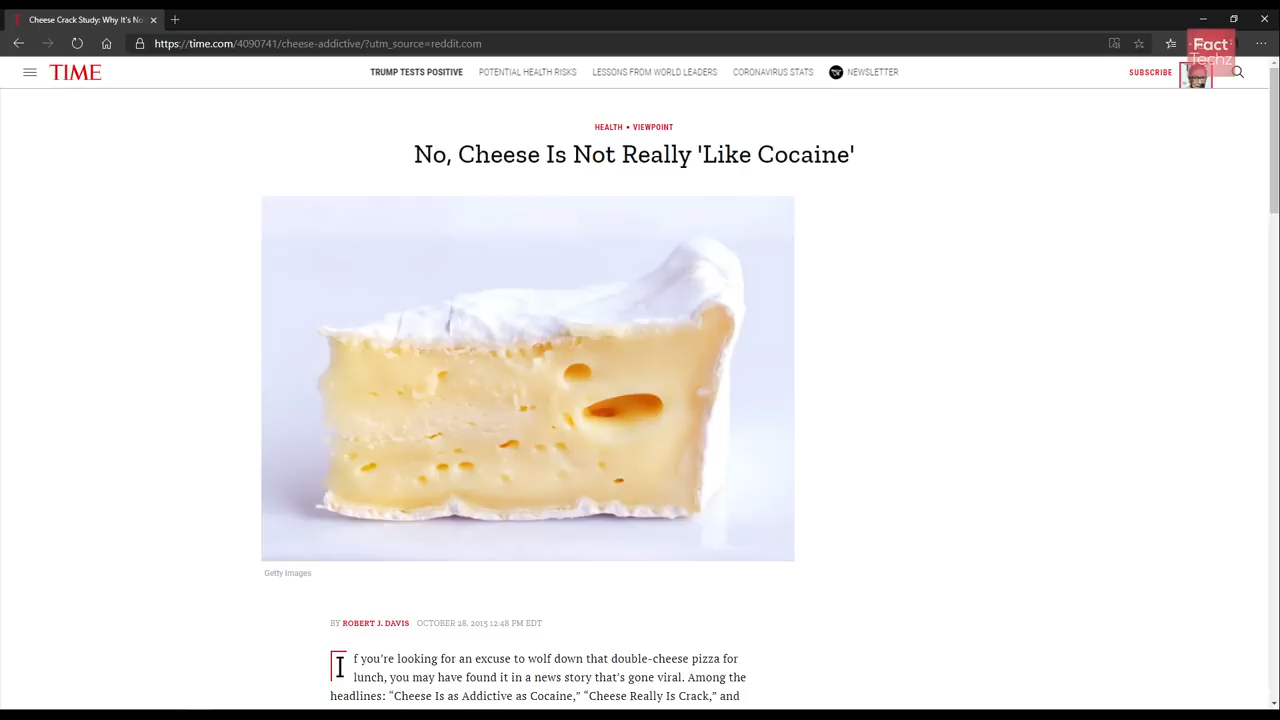 Cheese Crack Study: Why It's No
https://time.com/4090741/cheese-addictive/?utm_source=reddit.com
Fact
Techz
TIME
TRUMP TESTS POSITIVE
POTENTIAL HEALTH RISKS
LESSONS FROM WORLD LEADERS
CORONAVIRUS STATS
NEWSLETTER
SUBSCRIBE
HEALTH • VIEWPOINT
No, Cheese Is Not Really 'Like Cocaine'
Getty Images
BY ROBERT J. DAVIS OCTOBER 28, 2015 12:48 PM EDT
If you're looking for an excuse to wolf down that double-cheese pizza for
lunch, you may have found it in a news story that's gone viral. Among the
headlines: “Cheese Is as Addictive as Cocaine,” “Cheese Really Is Crack,” and